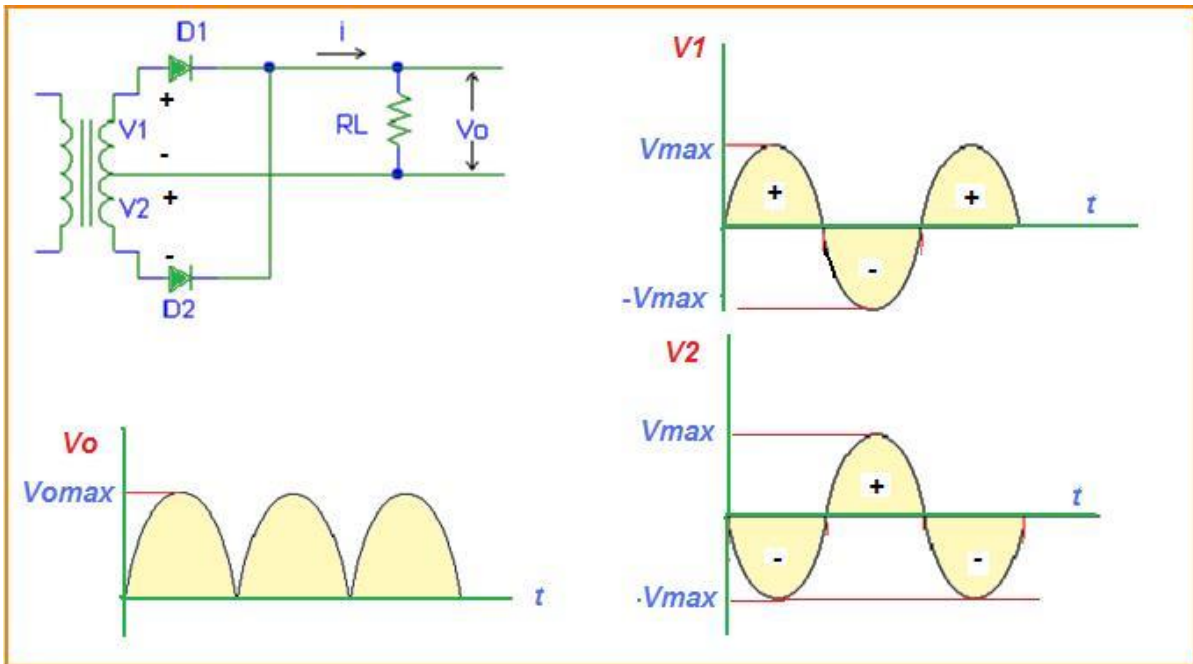 D1
i
+
V1
-
RL
Vo
+
V2
-
D2
V1
Vmax
+
+
t
-
-Vmax
V2
Vmax
+
t
-
-
-Vmax
Vo
Vomax
t